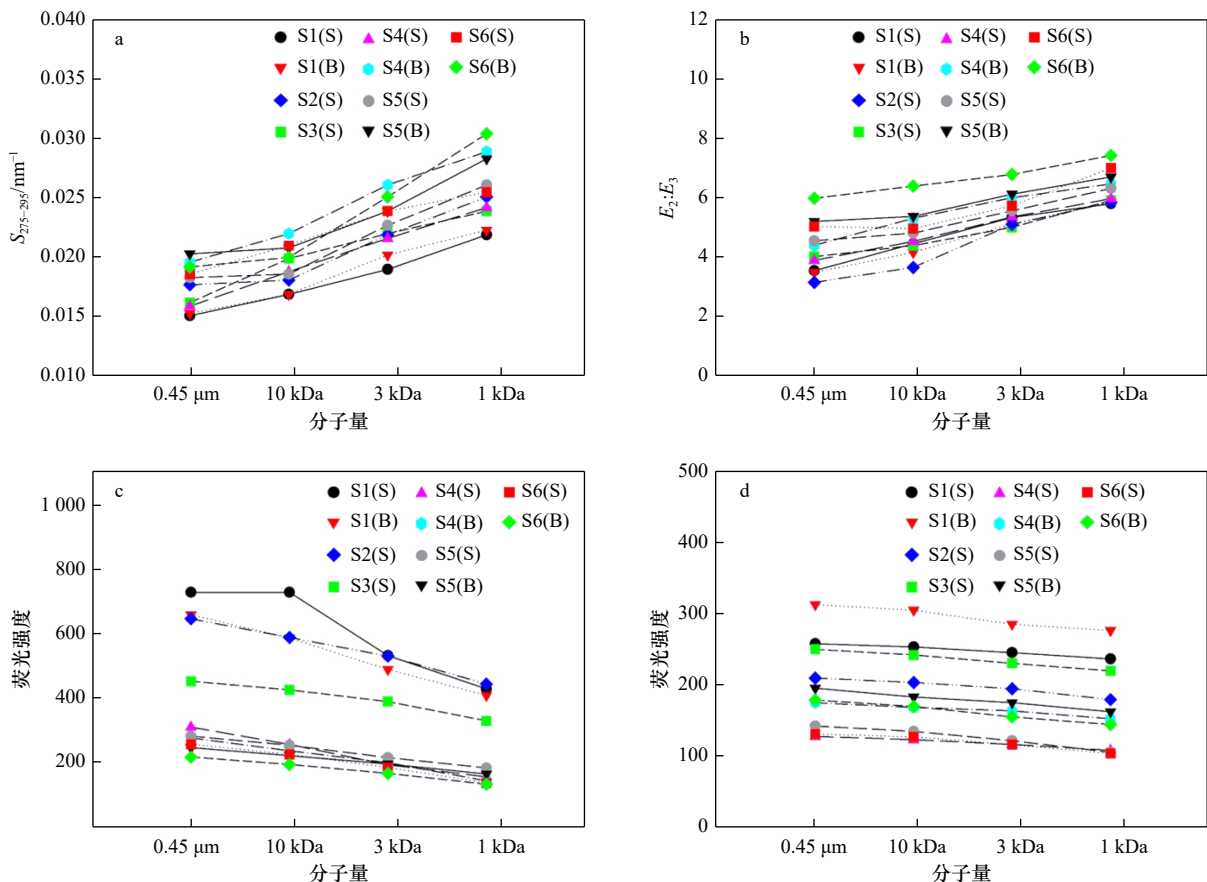 a
S1(S) S4(S) S6(S)
S1(B) S4(B) S6(B)
S2(S) S5(S)
S3(S) S5(B)
S275−295/nm−1
0.040
0.035
0.030
0.025
0.020
0.015
0.010
0.45 μm 10 kDa 3 kDa 1 kDa
分子量
b
S1(S) S4(S) S6(S)
S1(B) S4(B) S6(B)
S2(S) S5(S)
S3(S) S5(B)
E2:E3
12
10
8
6
4
2
0
0.45 μm 10 kDa 3 kDa 1 kDa
分子量
c
S1(S) S4(S) S6(S)
S1(B) S4(B) S6(B)
S2(S) S5(S)
S3(S) S5(B)
荧光强度
1 000
800
600
400
200
0.45 μm 10 kDa 3 kDa 1 kDa
分子量
d
S1(S) S4(S) S6(S)
S1(B) S4(B) S6(B)
S2(S) S5(S)
S3(S) S5(B)
荧光强度
500
400
300
200
100
0
0.45 μm 10 kDa 3 kDa 1 kDa
分子量